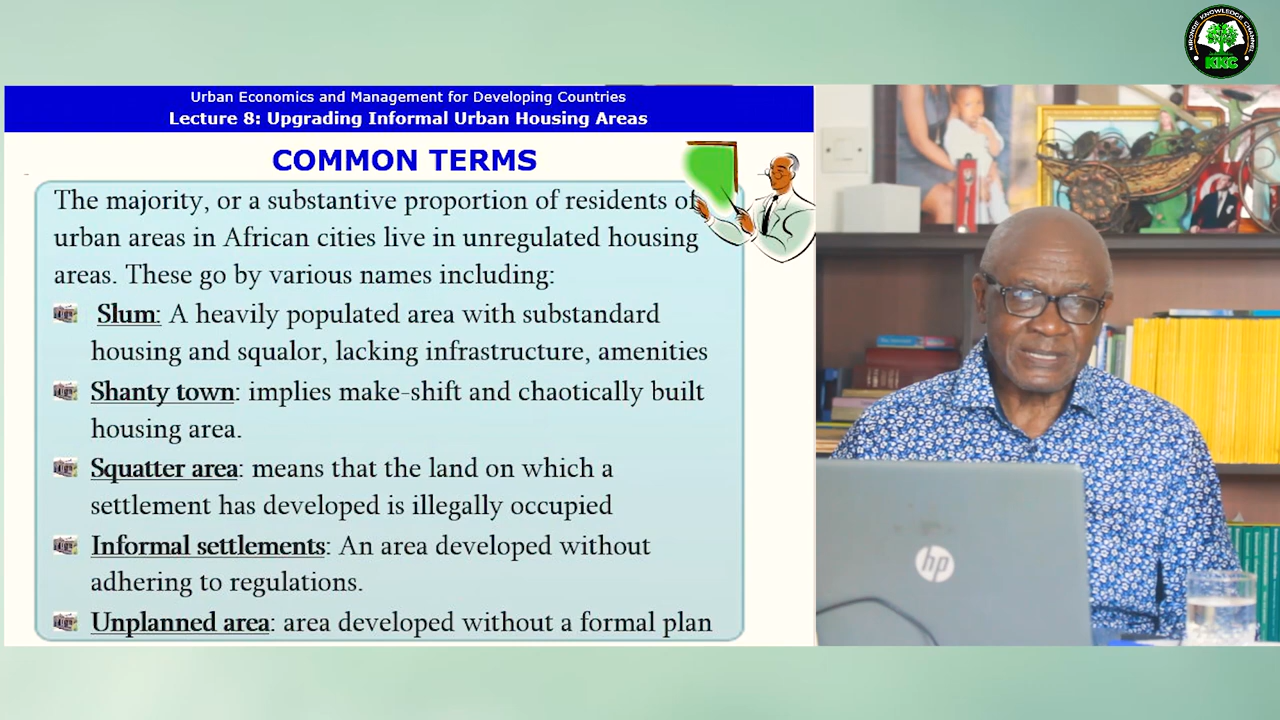 KIRONDE KNOWLEDGE CHANNEL
KKC
Urban Economics and Management for Developing Countries
Lecture 8: Upgrading Informal Urban Housing Areas
COMMON TERMS
The majority, or a substantive proportion of residents of
urban areas in African cities live in unregulated housing
areas. These go by various names including:
Slum: A heavily populated area with substandard
housing and squalor, lacking infrastructure, amenities
Shanty town: implies make-shift and chaotically built
housing area.
Squatter area: means that the land on which a
settlement has developed is illegally occupied
Informal settlements: An area developed without
adhering to regulations.
Unplanned area: area developed without a formal plan
hp